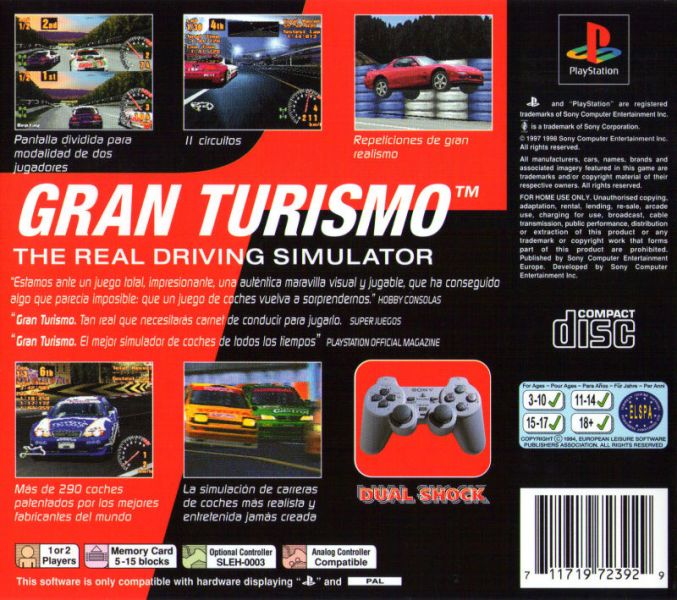 Pantalla dividida para
modalidad de dos
jugadores
11 circuitos
Repeticiones de gran
realismo
GRAN TURISMO™
THE REAL DRIVING SIMULATOR
"Estamos ante un juego total, impresionante, una auténtica maravilla visual y jugable, que ha conseguido
algo que parecía imposible: que un juego de coches vuelva a sorprendernos." HOBBY CONSOLAS
"Gran Turismo. Tan real que necesitarás carnet de conducir para jugarlo. SUPER JUEGOS
"Gran Turismo. El mejor simulador de coches de todos los tiempos" PLAYSTATION OFFICIAL MAGAZINE
Más de 290 coches
patentados por los mejores
fabricantes del mundo
La simulación de carreras
de coches más realista y
entretenida jamás creada
SONY
DUAL SHOCK
1 or 2
Players
Memory Card
5-15 blocks
Optional Controller
SLEH-0003
Analog Controller
Compatible
This software is only compatible with hardware displaying " " and
PAL
PlayStation
and "PlayStation" are registered
trademarks of Sony Computer Entertainment Inc.
is a trademark of Sony Corporation.
© 1997 1998 Sony Computer Entertainment Inc.
All rights reserved.
All manufacturers, cars, names, brands and
associated imagery featured in this game are
trademarks and/or copyright material of their
respective owners. All rights reserved.
FOR HOME USE ONLY. Unauthorised copying,
adaptation, rental, lending, re-sale, arcade
use, charging for use, broadcast, cable
transmission, public performance, distribution
or extraction of this product or any
trademark or copyright work that forms
part of this product are prohibited.
Published by Sony Computer Entertainment
Europe. Developed by Sony Computer
Entertainment Inc.
COMPACT
disc
For Ages - Pour Ages - Para Años - Für Jahre - Per Anni
3-10
11-14
15-17
18+
ELSPA
COPYRIGHT © 1994, EUROPEAN LEISURE SOFTWARE
PUBLISHERS ASSOCIATION. ALL RIGHTS RESERVED.
7 11719 72392 9
1/2
2nd
1/2
1st
4th
6th